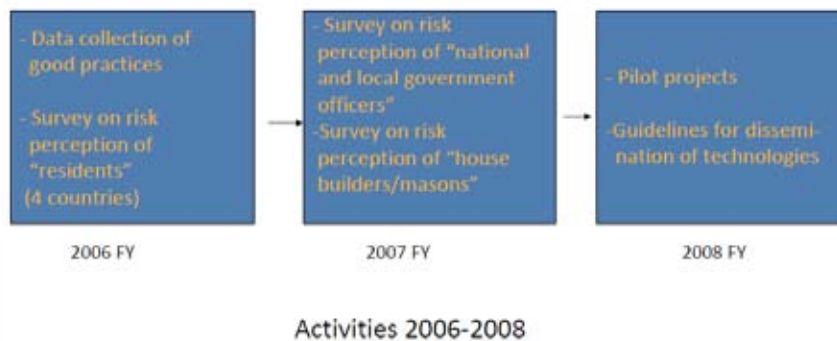 - Data collection of
good practices
- Survey on risk
perception of
"residents"
(4 countries)
- Survey on risk
perception of "national
and local government
officers"
-Survey on risk
perception of "house
builders/masons"
- Pilot projects
-Guidelines for dissemi-
nation of technologies
2006 FY
2007 FY
2008 FY
Activities 2006-2008